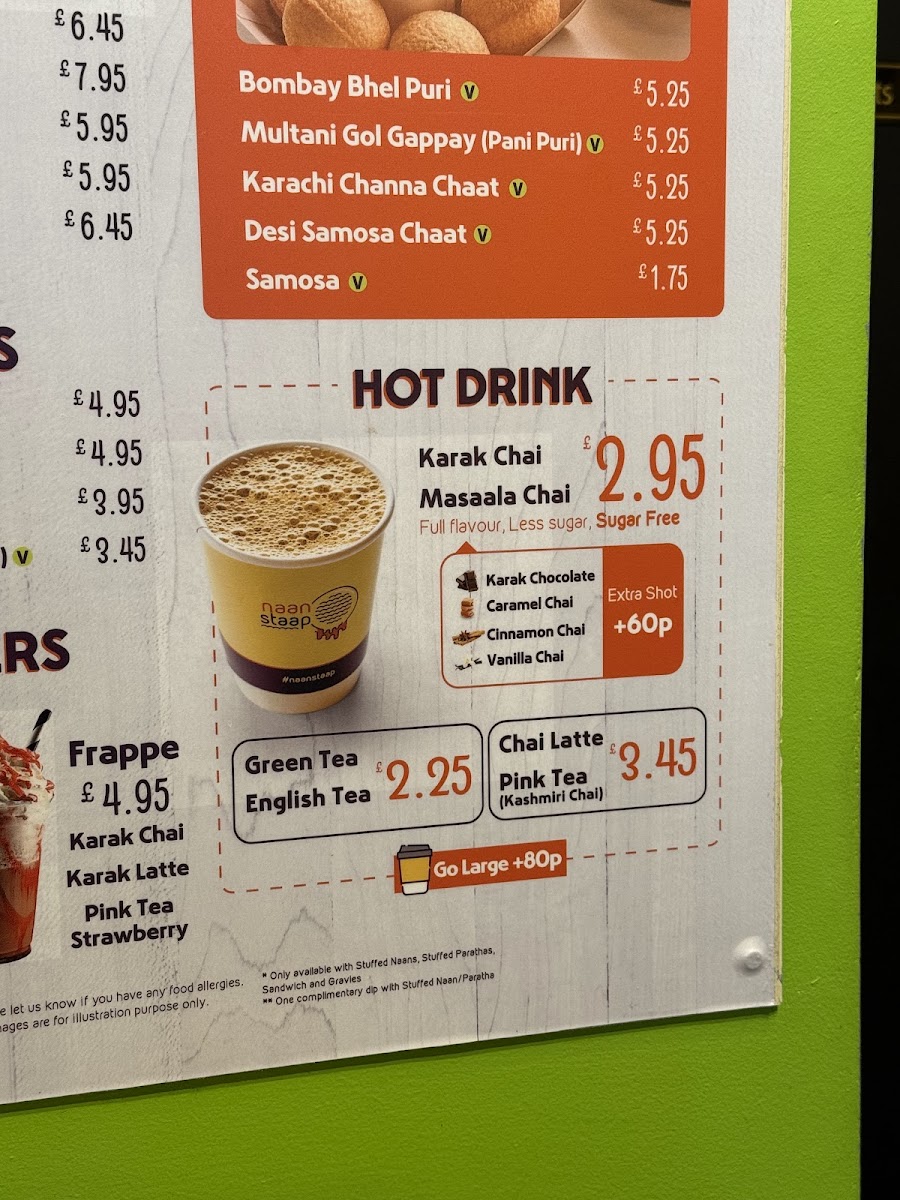 £6.45
£7.95
£5.95
£5.95
£6.45
Bombay Bhel Puri V £5.25
Multani Gol Gappay (Pani Puri) V £5.25
Karachi Channa Chaat V £5.25
Desi Samosa Chaat V £5.25
Samosa V £1.75
S
£4.95
£4.95
£3.95
) V £3.45
HOT DRINK
Karak Chai
Masaala Chai
£2.95
Full flavour, Less sugar, Sugar Free
Karak Chocolate
Caramel Chai
Cinnamon Chai
Vanilla Chai
Extra Shot
+60p
naan
staap
#naanstaap
Green Tea
English Tea
£2.25
Chai Latte
Pink Tea
(Kashmiri Chai)
£3.45
Go Large +80p
ERS
Frappe
£4.95
Karak Chai
Karak Latte
Pink Tea
Strawberry
e let us know if you have any food allergies.
ages are for illustration purpose only.
* Only available with Stuffed Naans, Stuffed Parathas,
Sandwich and Gravies
** One complimentary dip with Stuffed Naan/Paratha
ts